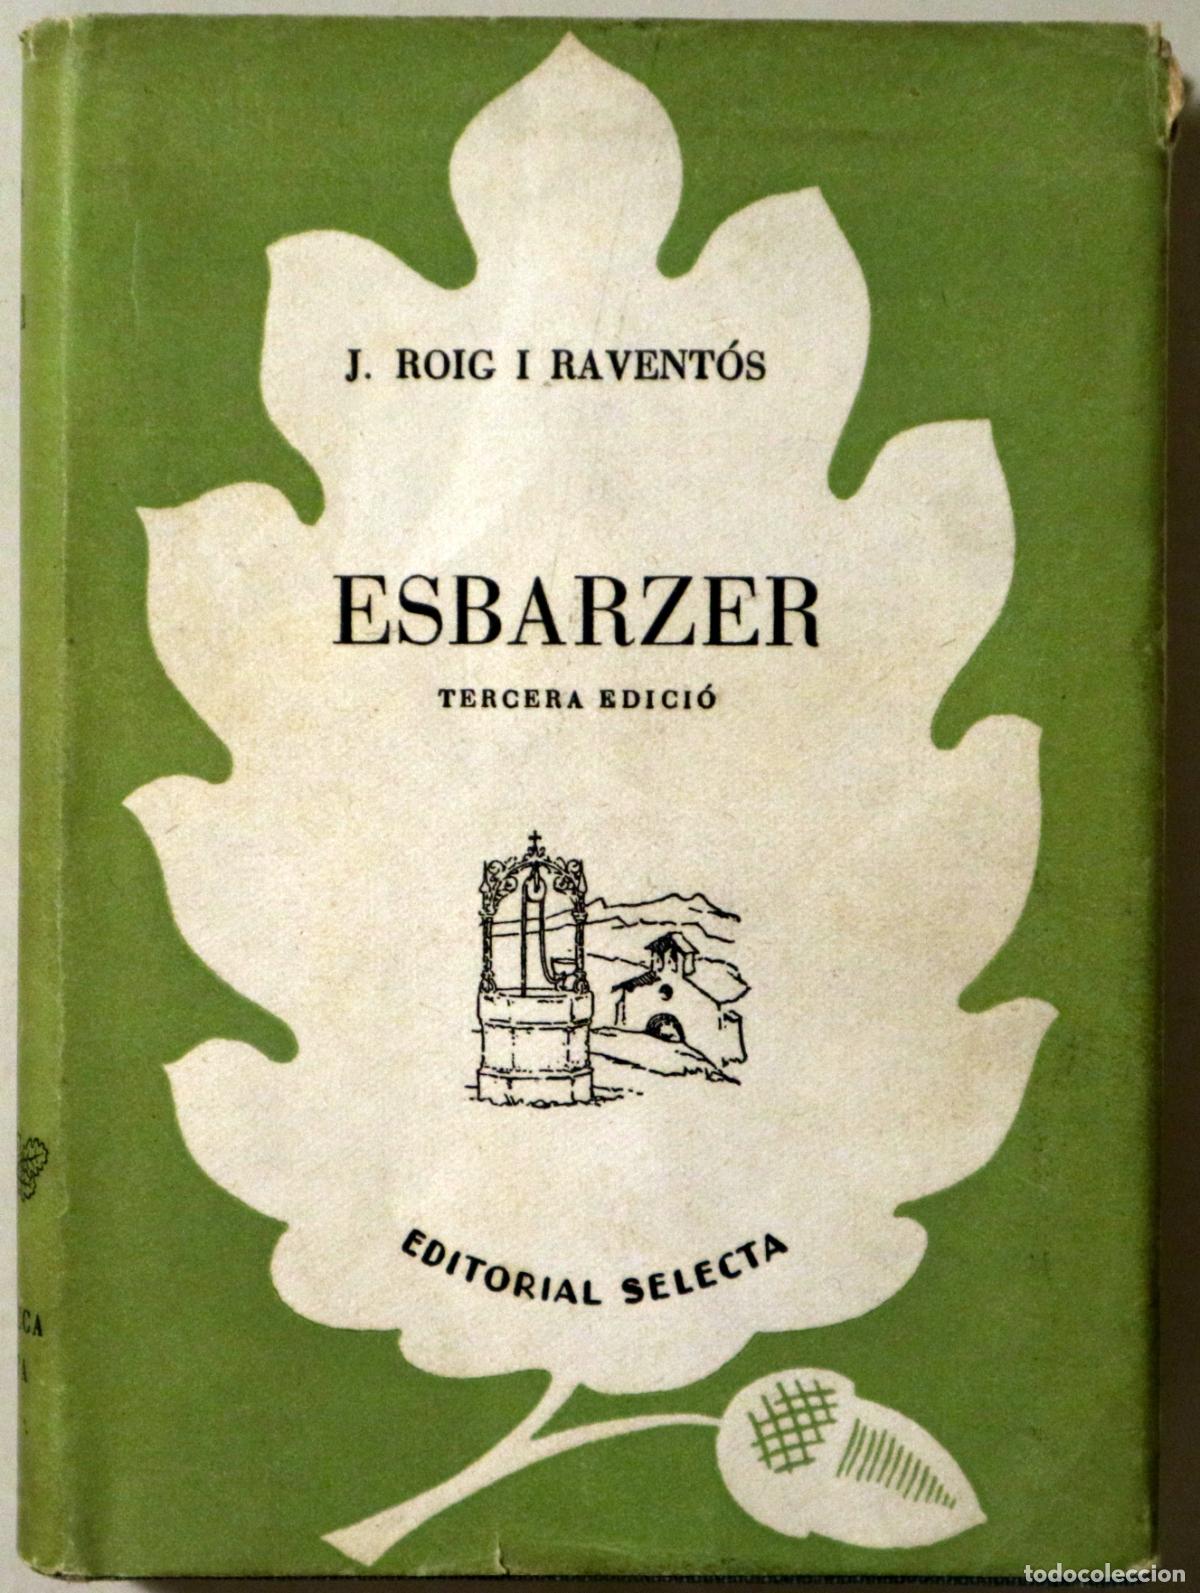 J. ROIG I RAVENTÓS
ESBARZER
TERCERA EDICIÓ
EDITORIAL SELECTA
todocoleccion